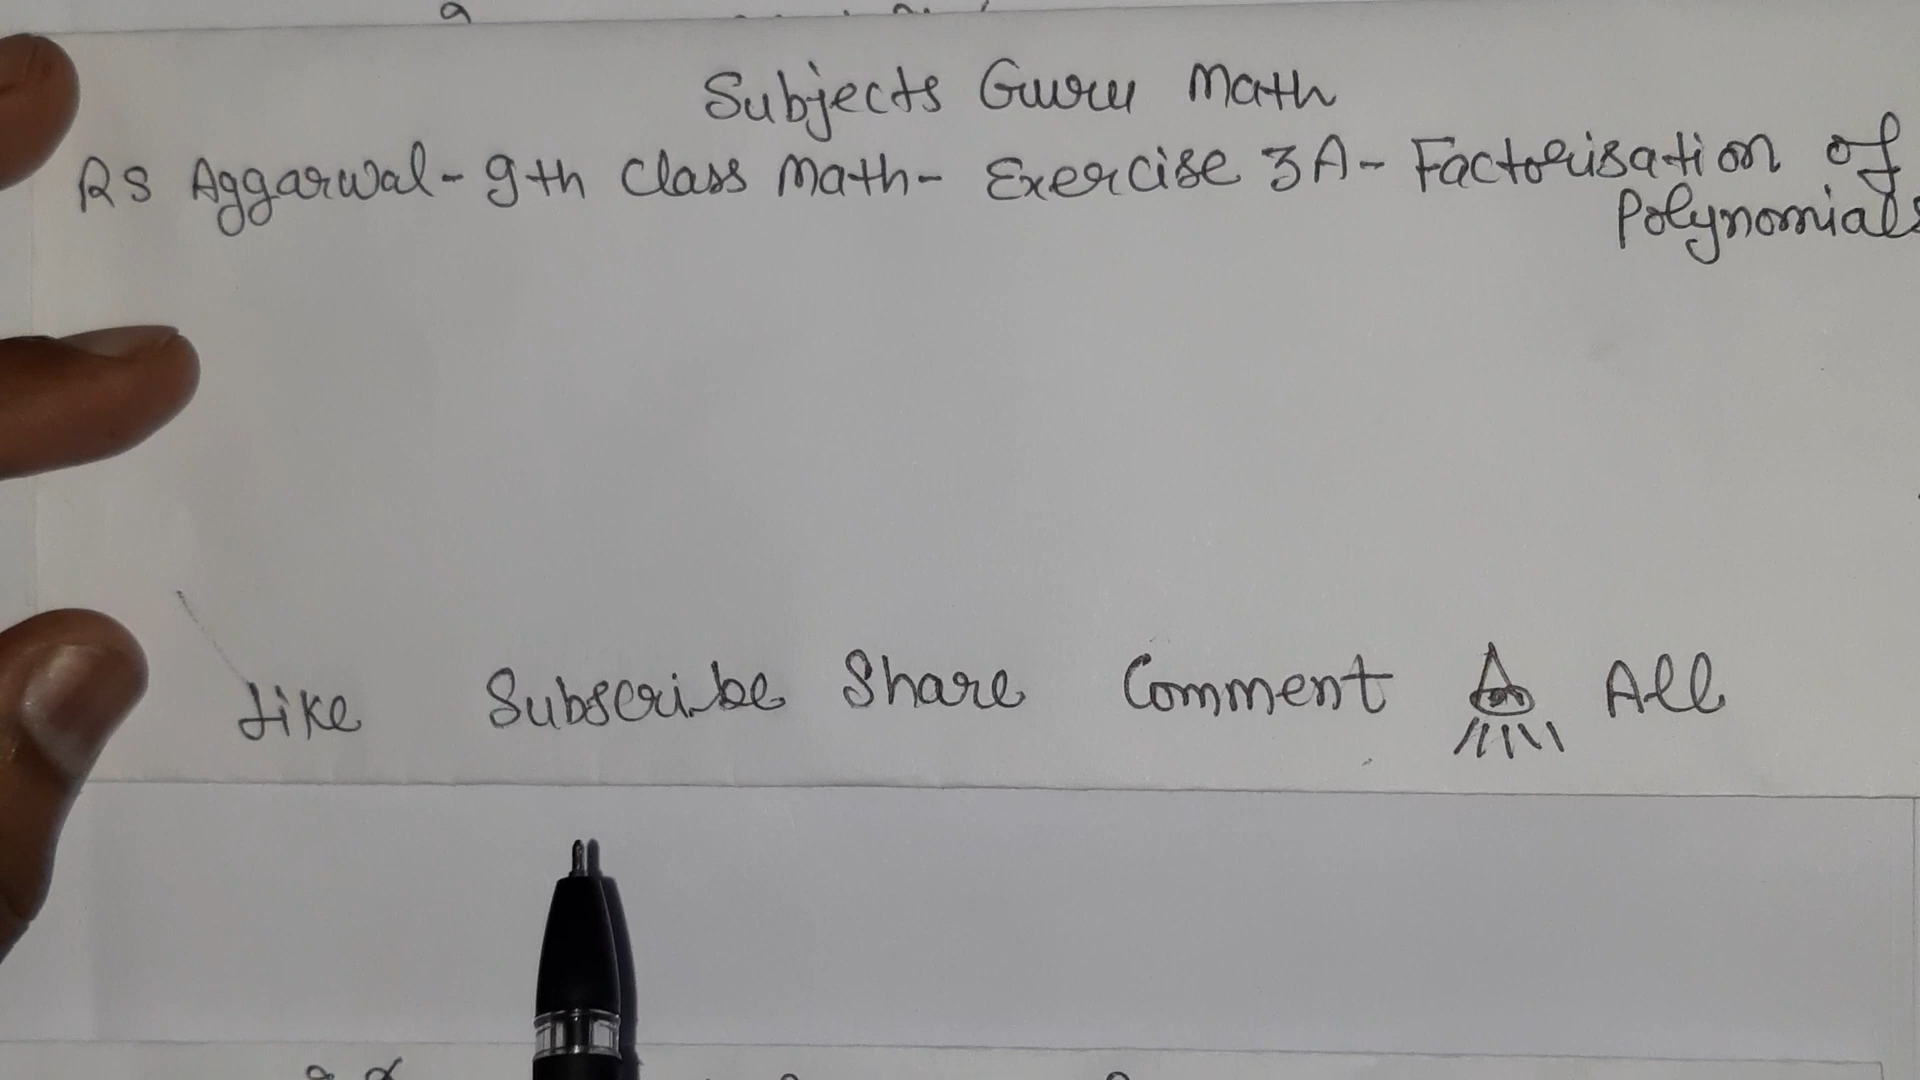 Subjects Guru Math
RS Aggarwal - 9th Class Math - Exercise 3A - Factorisation of
Polynomials
Like Subscribe Share Comment All